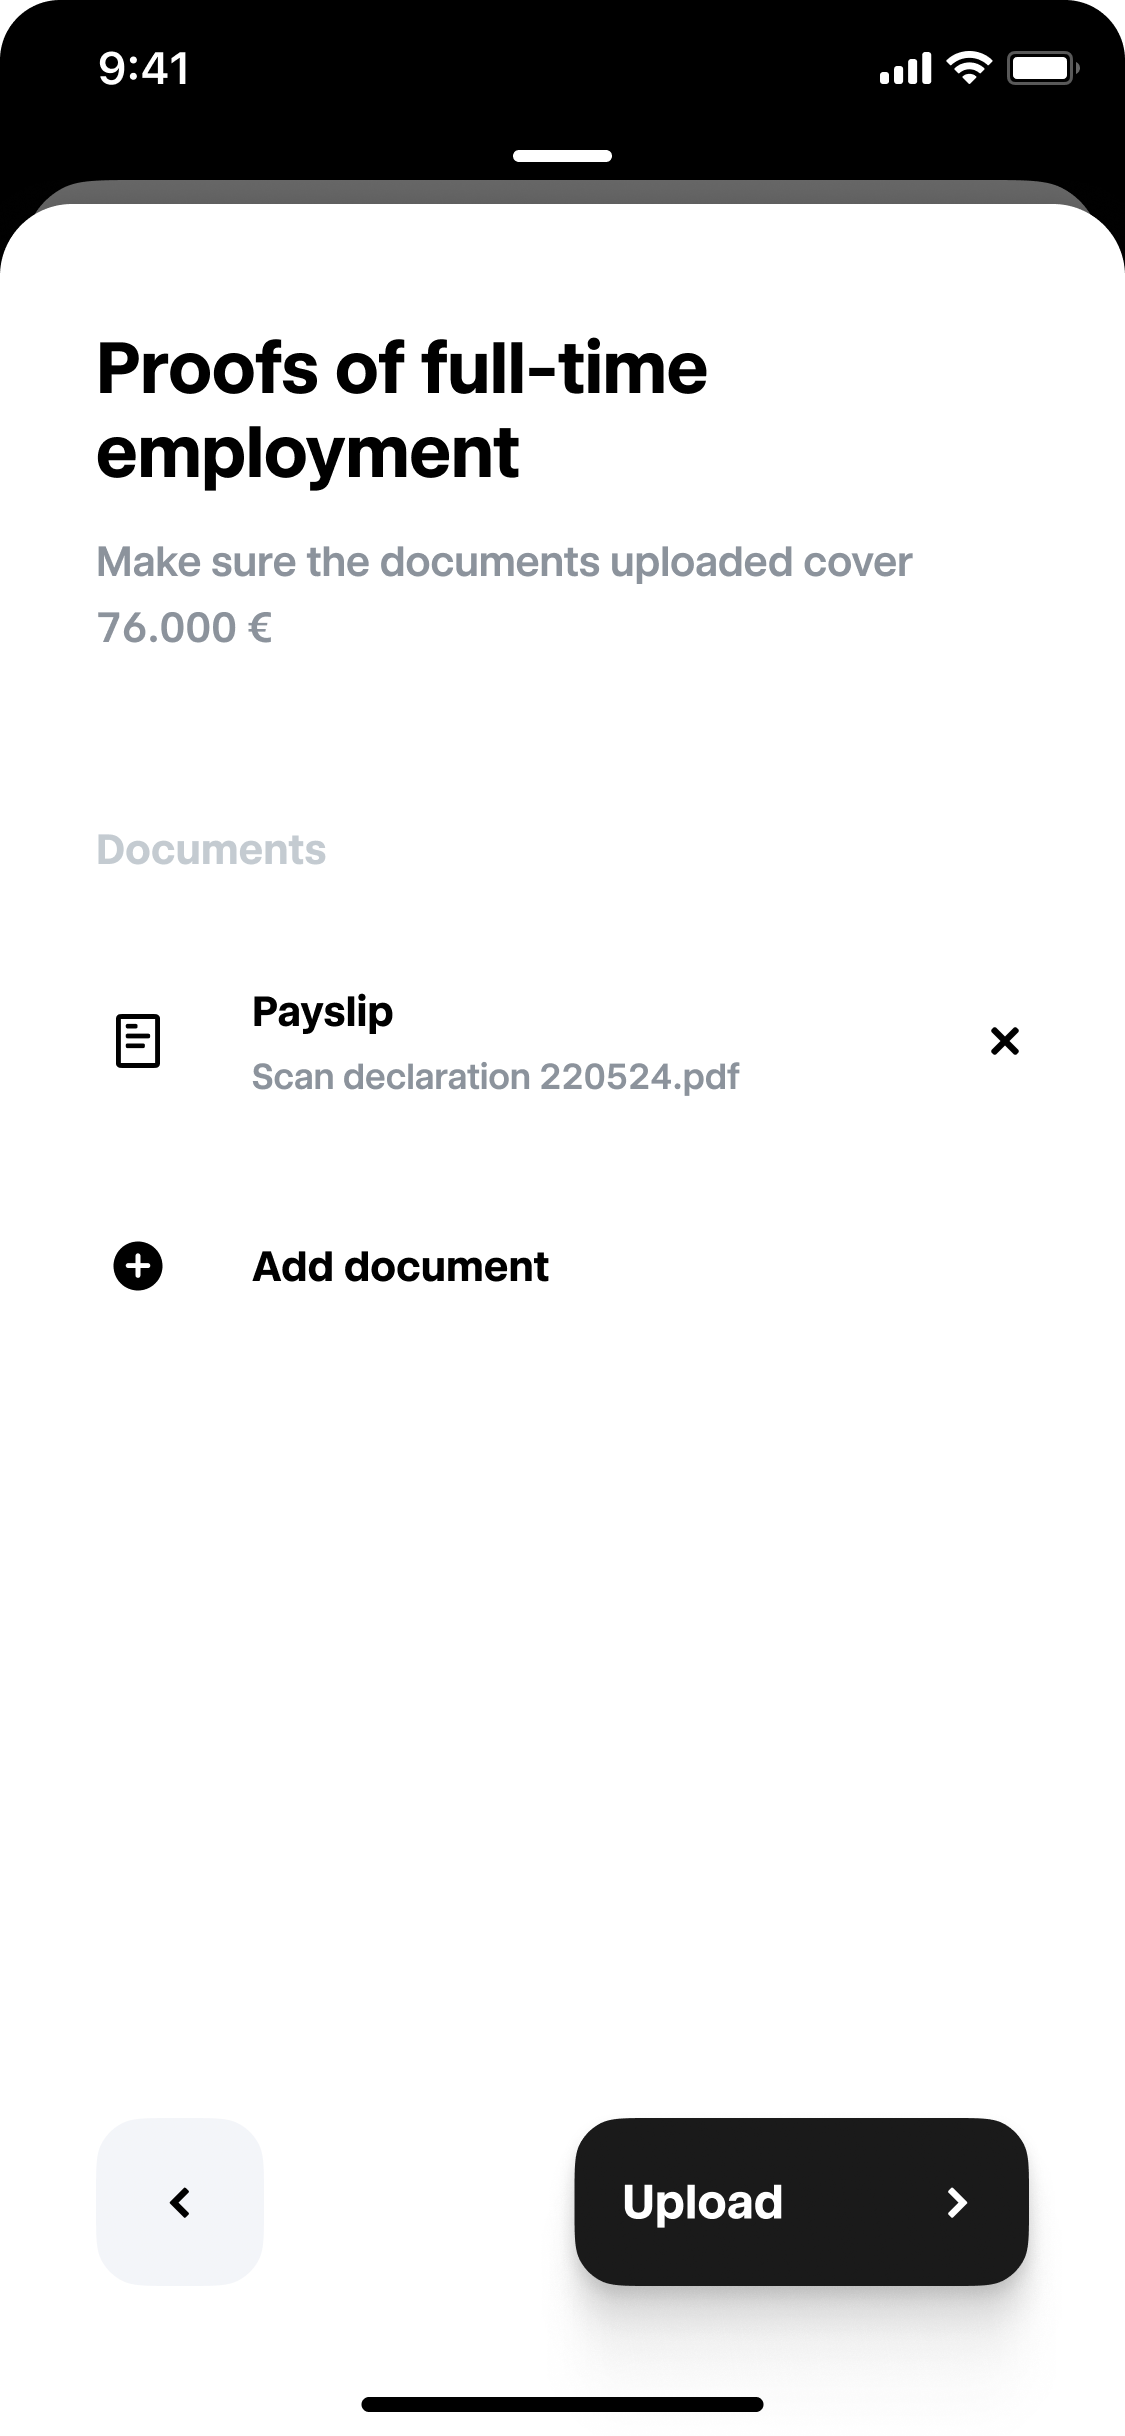 9:41
Proofs of full-time
employment
Make sure the documents uploaded cover
76.000 €
Documents
Payslip
Scan declaration 220524.pdf
Add document
Upload